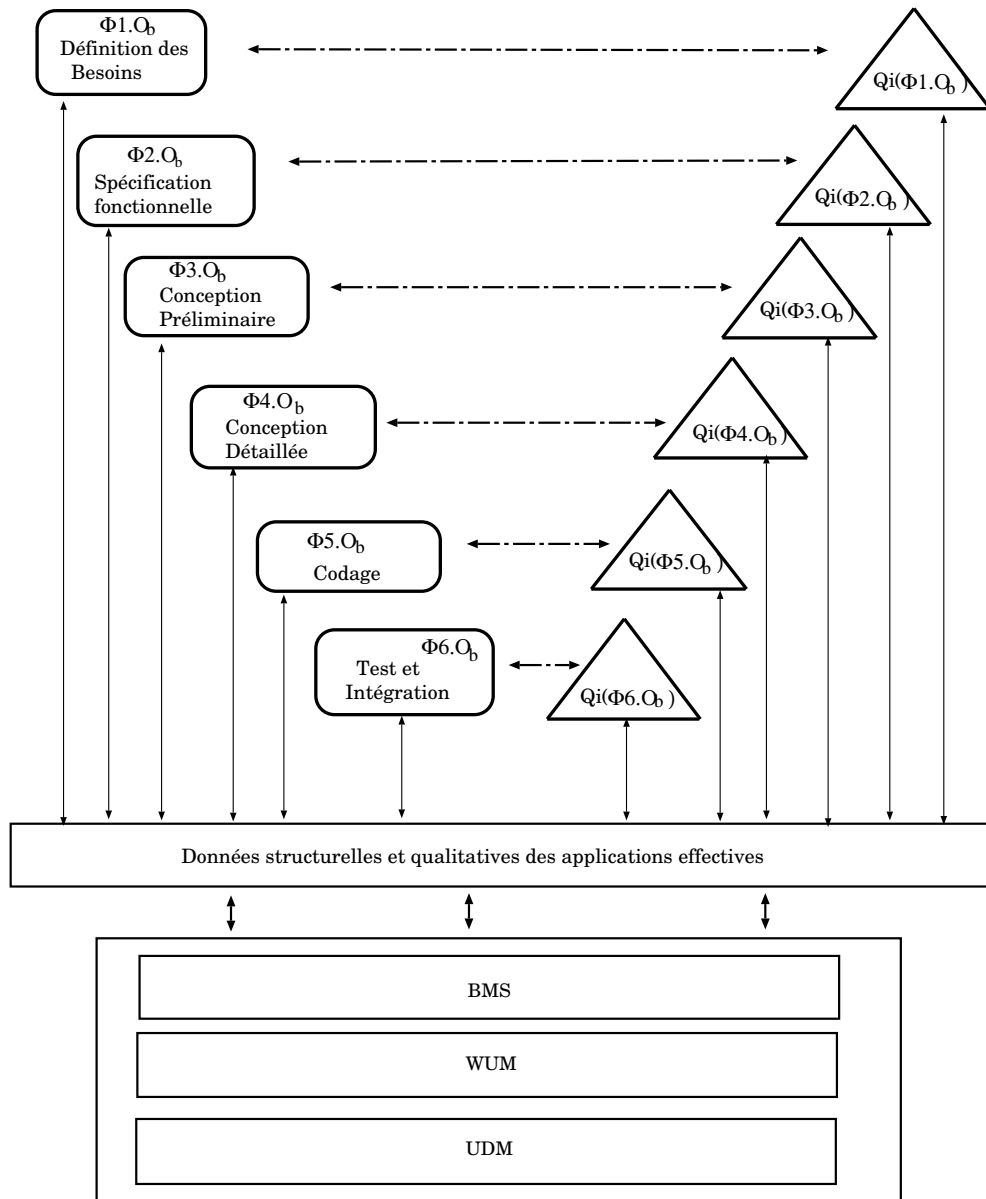 Φ1.Ob
Définition des
Besoins
Qi(Φ1.Ob)
Φ2.Ob
Spécification
fonctionnelle
Qi(Φ2.Ob)
Φ3.Ob
Conception
Préliminaire
Qi(Φ3.Ob)
Φ4.Ob
Conception
Détaillée
Qi(Φ4.Ob)
Φ5.Ob
Codage
Qi(Φ5.Ob)
Φ6.Ob
Test et
Intégration
Qi(Φ6.Ob)
Données structurelles et qualitatives des applications effectives
BMS
WUM
UDM